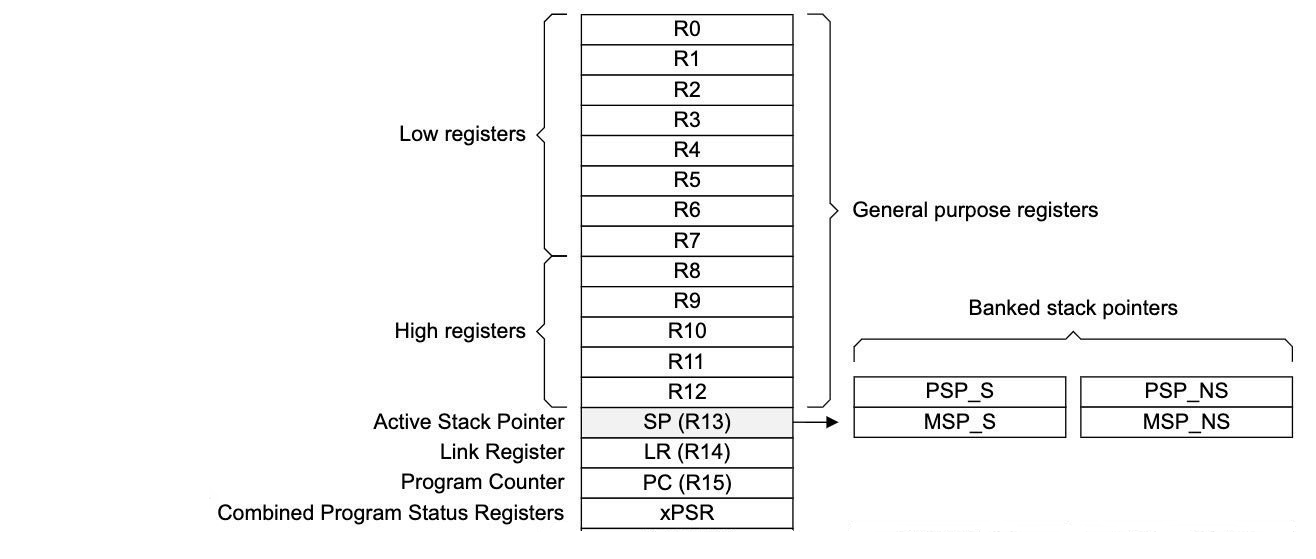 R0
R1
R2
R3
Low registers
R4
R5
R6
General purpose registers
R7
R8
R9
Banked stack pointers
High registers
R10
R11
R12
PSP_S
PSP_NS
Active Stack Pointer
SP (R13)
MSP_S
MSP_NS
Link Register
LR (R14)
Program Counter
PC (R15)
Combined Program Status Registers
xPSR